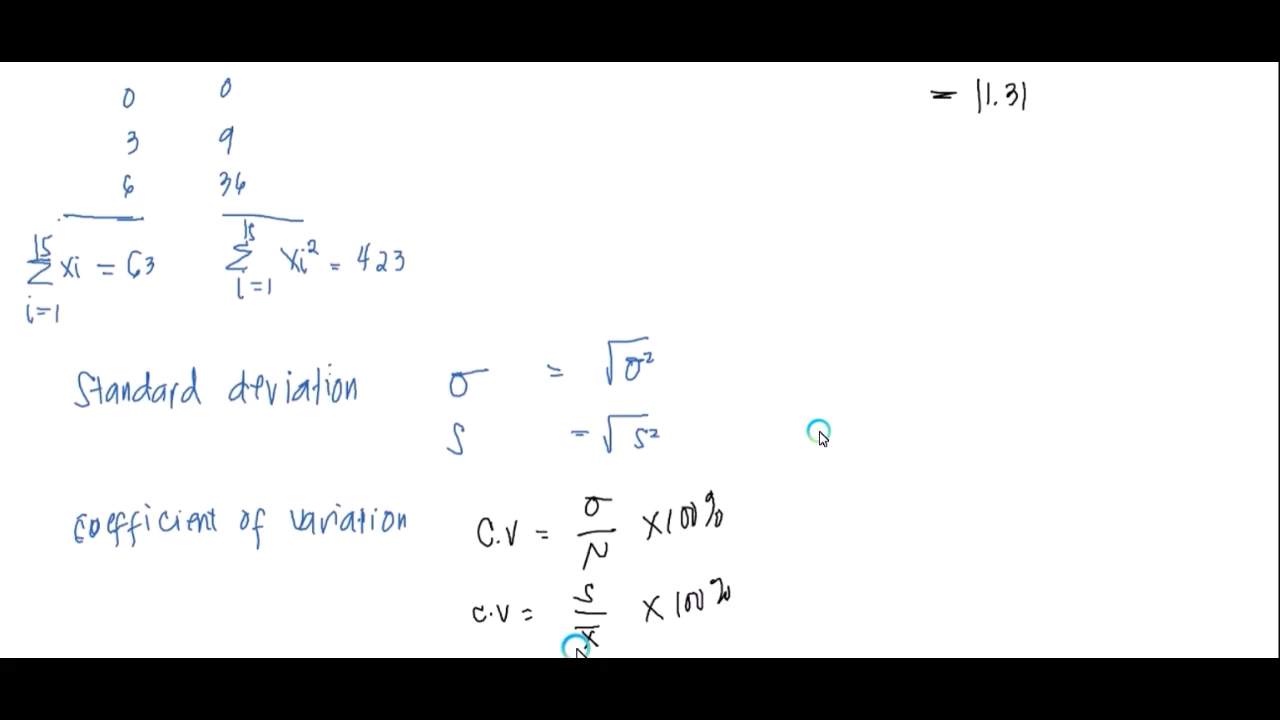 0 0
= 11.31
3 9
6 36
15 15
∑ xi = 63 ∑ xi² = 423
i=1 i=1
Standard deviation σ = √σ²
S = √S²
Coefficient of variation C.V = σ/μ × 100%
C.V = S/x̄ × 100%